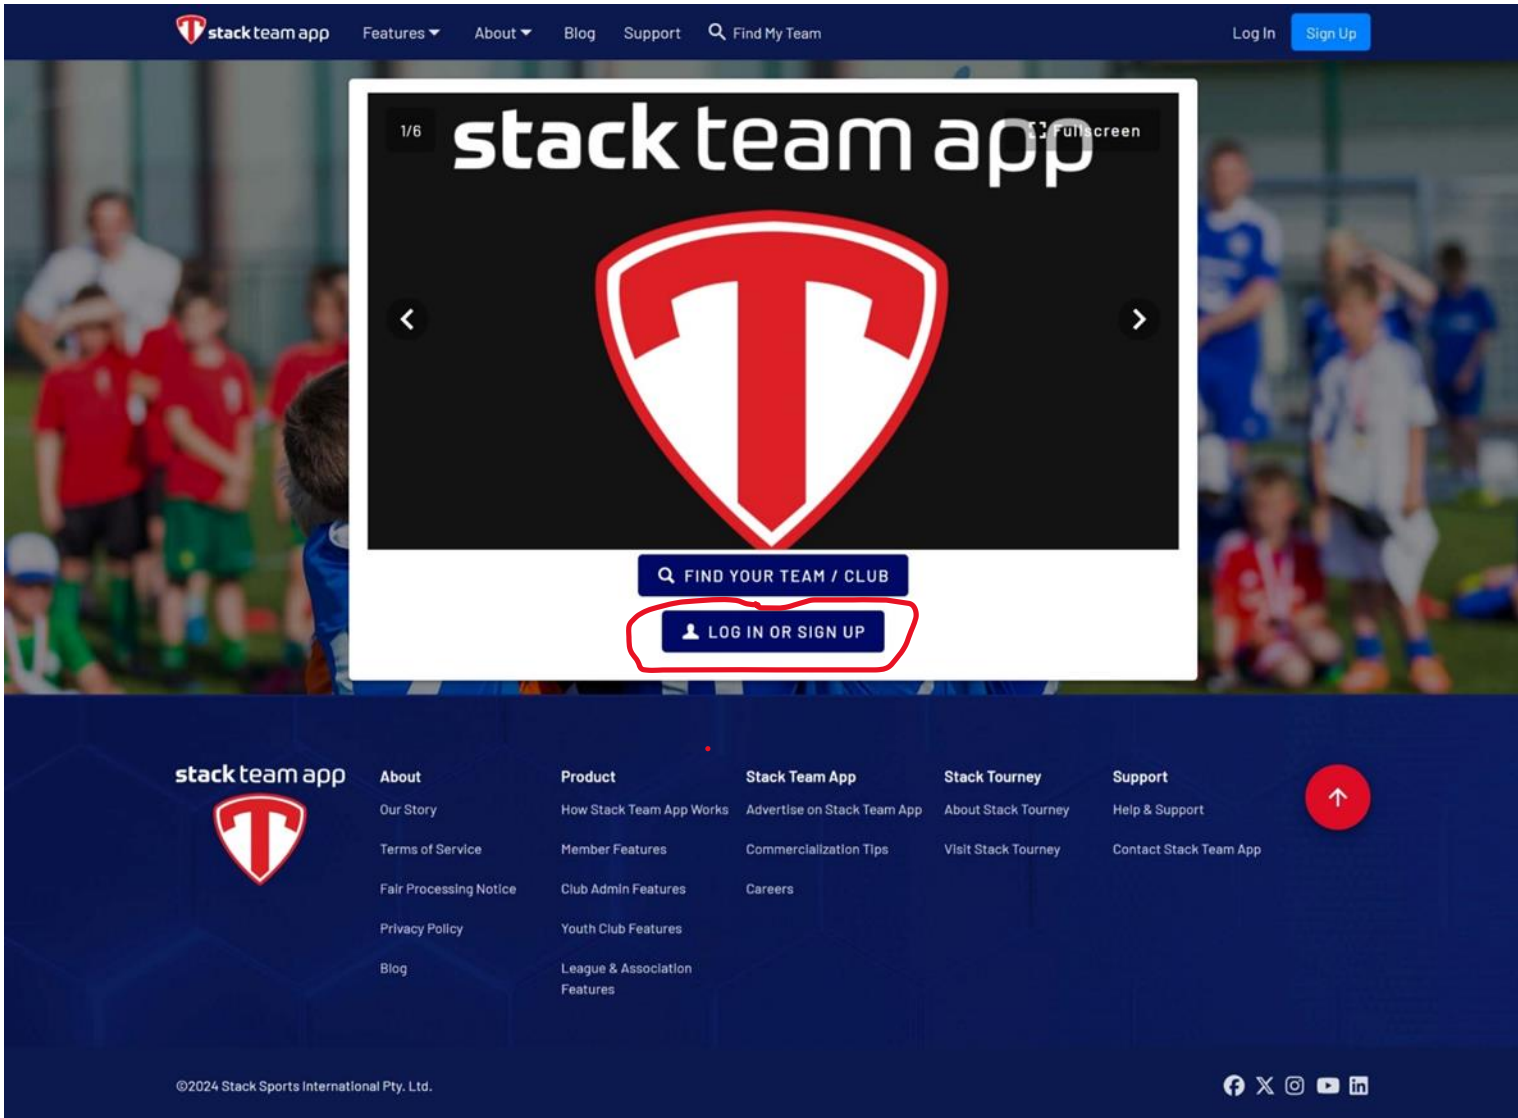 stack team app
Features
About
Blog
Support
Find My Team
Log In
Sign Up
1/6
stack team app
Fullscreen
FIND YOUR TEAM / CLUB
LOG IN OR SIGN UP
stack team app
About
Our Story
Terms of Service
Fair Processing Notice
Privacy Policy
Blog
Product
How Stack Team App Works
Member Features
Club Admin Features
Youth Club Features
League & Association
Features
Stack Team App
Advertise on Stack Team App
Commercialization Tips
Careers
Stack Tourney
About Stack Tourney
Visit Stack Tourney
Support
Help & Support
Contact Stack Team App
©2024 Stack Sports International Pty. Ltd.